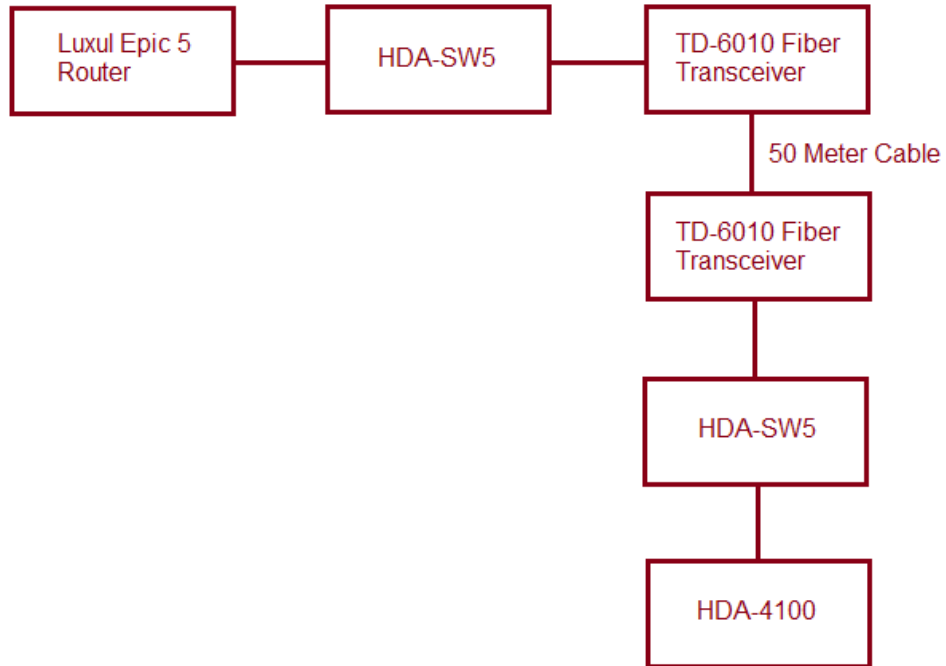 Luxul Epic 5
Router
HDA-SW5
TD-6010 Fiber
Transceiver
50 Meter Cable
TD-6010 Fiber
Transceiver
HDA-SW5
HDA-4100